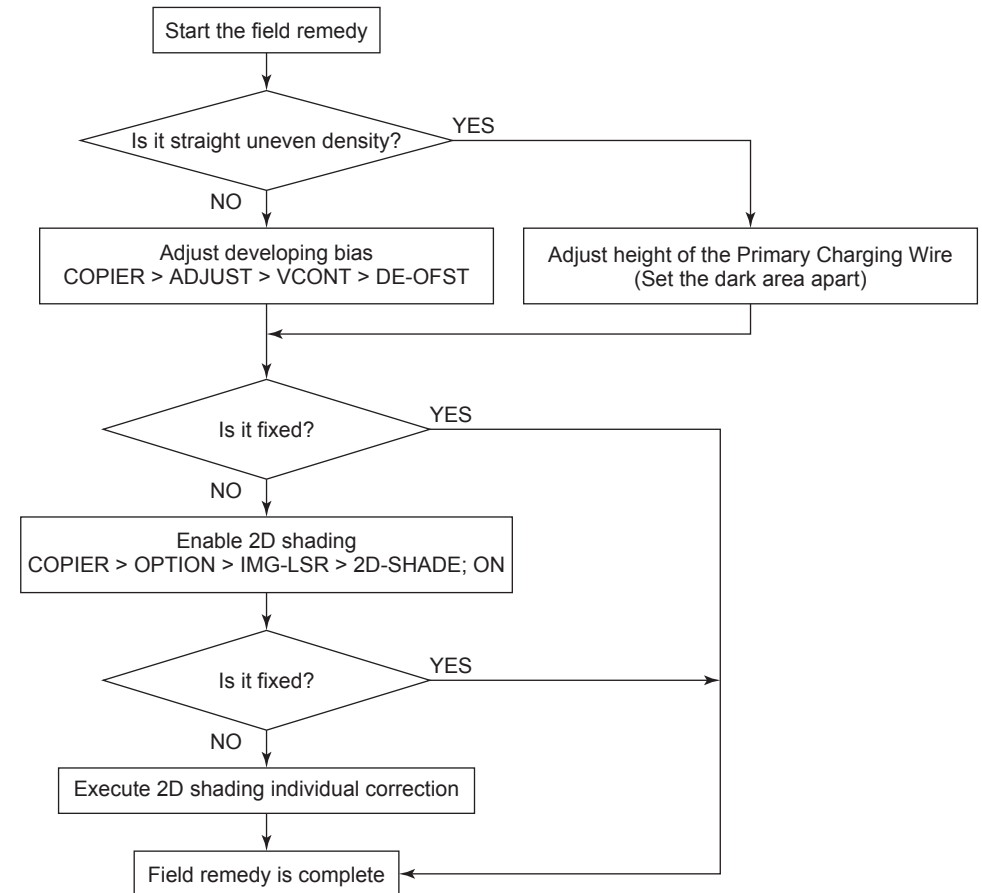 Start the field remedy
Is it straight uneven density?
YES
NO
Adjust developing bias
COPIER > ADJUST > VCONT > DE-OFST
Adjust height of the Primary Charging Wire
(Set the dark area apart)
Is it fixed?
YES
NO
Enable 2D shading
COPIER > OPTION > IMG-LSR > 2D-SHADE; ON
Is it fixed?
YES
NO
Execute 2D shading individual correction
Field remedy is complete